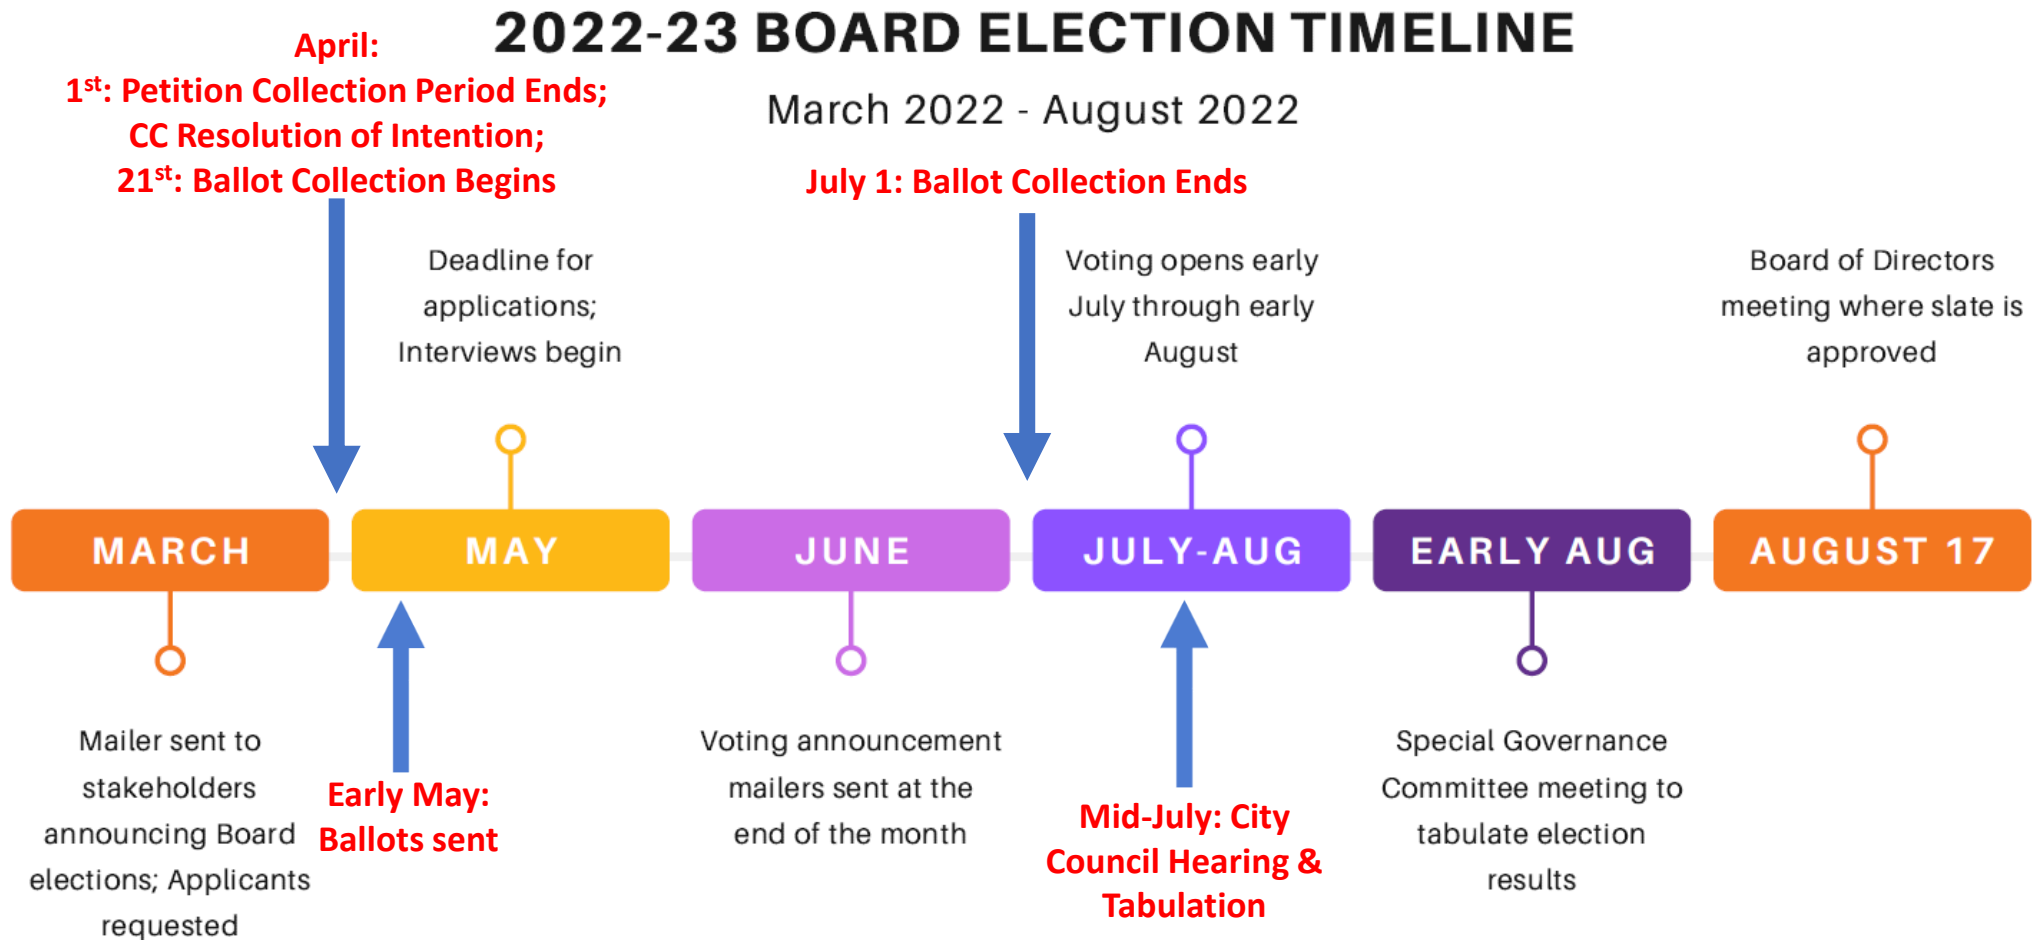 2022-23 BOARD ELECTION TIMELINE
March 2022 - August 2022
April:
1st: Petition Collection Period Ends;
CC Resolution of Intention;
21st: Ballot Collection Begins
July 1: Ballot Collection Ends
Deadline for
applications;
Interviews begin
Voting opens early
July through early
August
Board of Directors
meeting where slate is
approved
MARCH
MAY
JUNE
JULY-AUG
EARLY AUG
AUGUST 17
Mailer sent to
stakeholders
announcing Board
elections; Applicants
requested
Early May:
Ballots sent
Voting announcement
mailers sent at the
end of the month
Mid-July: City
Council Hearing &
Tabulation
Special Governance
Committee meeting to
tabulate election
results